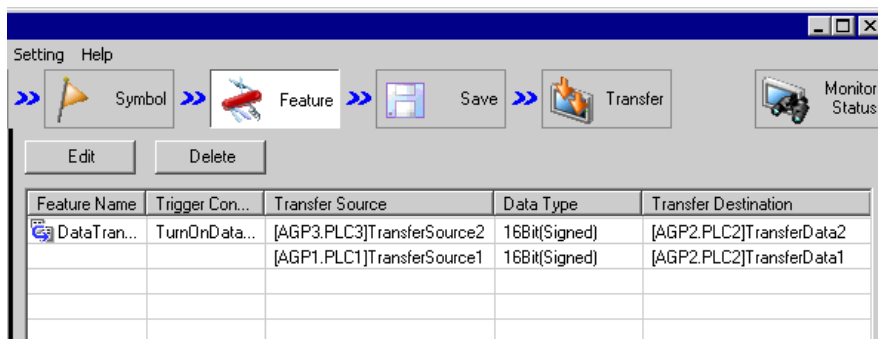 Setting Help
>> Symbol >> Feature >> Save >> Transfer Monitor Status
Edit Delete
Feature Name Trigger Con... Transfer Source Data Type Transfer Destination
DataTran... TurnOnData... [AGP3.PLC3]TransferSource2 16Bit(Signed) [AGP2.PLC2]TransferData2
[AGP1.PLC1]TransferSource1 16Bit(Signed) [AGP2.PLC2]TransferData1